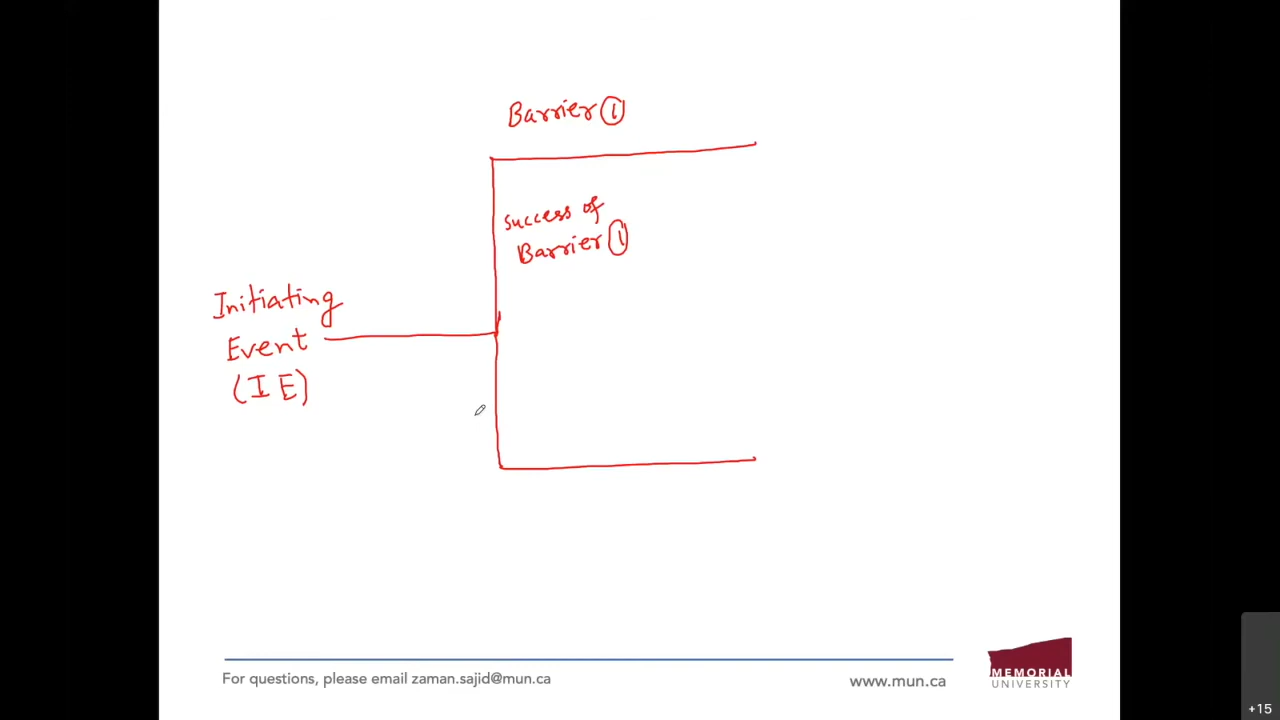 Barrier ①
success of
Barrier ①
Initiating
Event
(IE)
For questions, please email zaman.sajid@mun.ca
www.mun.ca
MEMORIAL
UNIVERSITY
+15